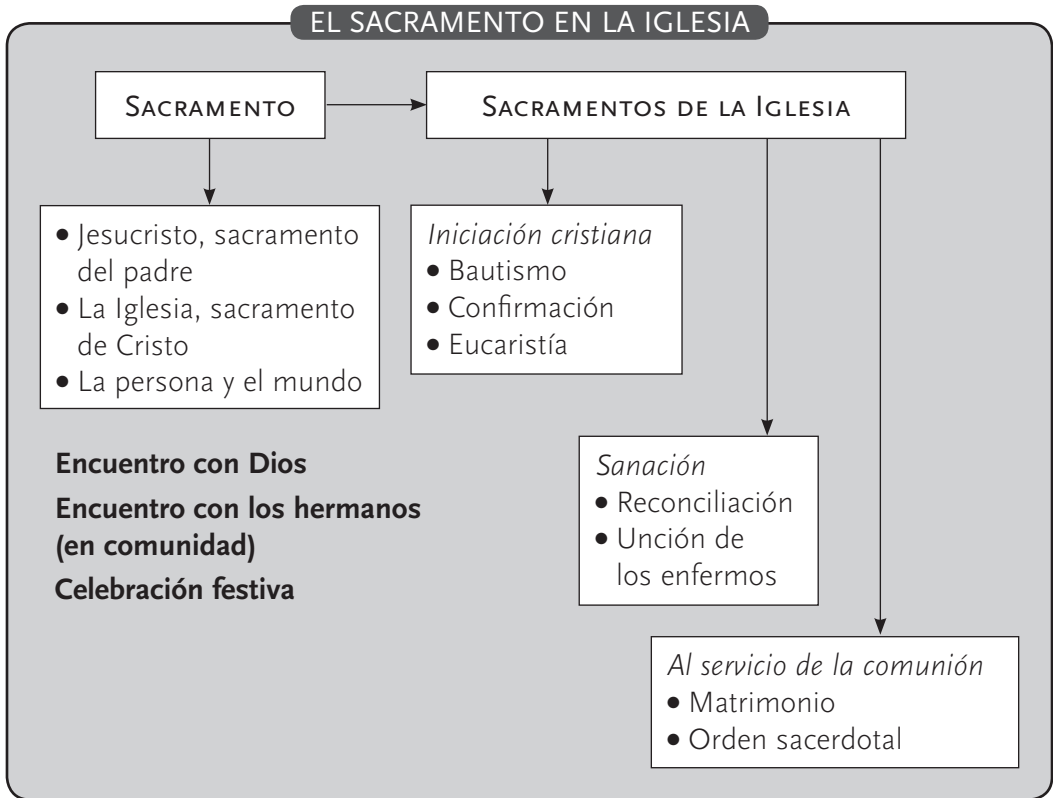 EL SACRAMENTO EN LA IGLESIA
SACRAMENTO
SACRAMENTOS DE LA IGLESIA
• Jesucristo, sacramento
del padre
• La Iglesia, sacramento
de Cristo
• La persona y el mundo
Iniciación cristiana
• Bautismo
• Confirmación
• Eucaristía
Encuentro con Dios
Encuentro con los hermanos
(en comunidad)
Celebración festiva
Sanación
• Reconciliación
• Unción de
los enfermos
Al servicio de la comunión
• Matrimonio
• Orden sacerdotal